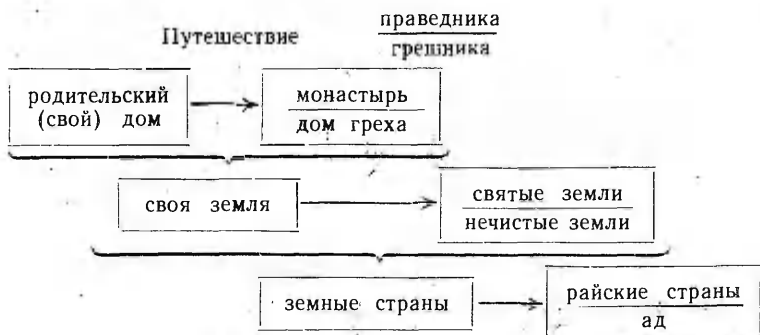 Путешествие праведника
грешника
родительский
(свой) дом
монастырь
дом греха
своя земля
святые земли
нечистые земли
земные страны
райские страны
ад